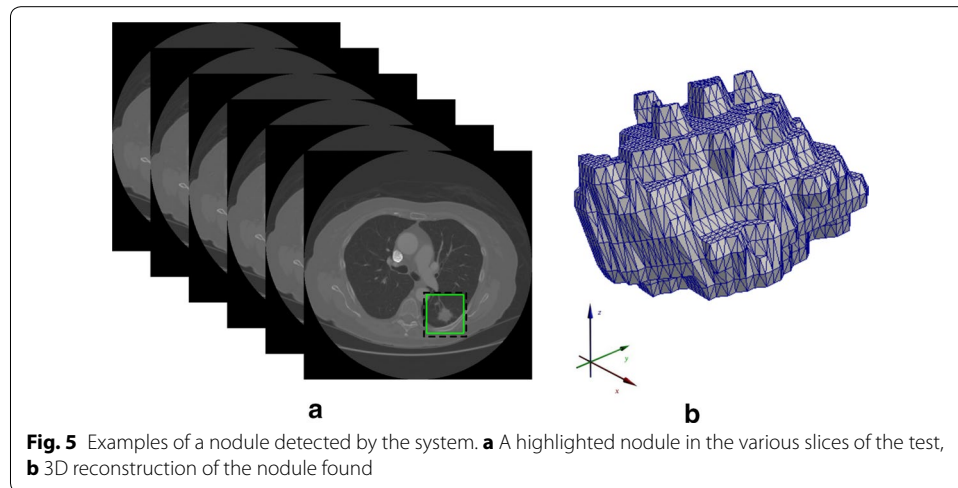 z
y
x
a
b
Fig. 5 Examples of a nodule detected by the system. a A highlighted nodule in the various slices of the test,
b 3D reconstruction of the nodule found